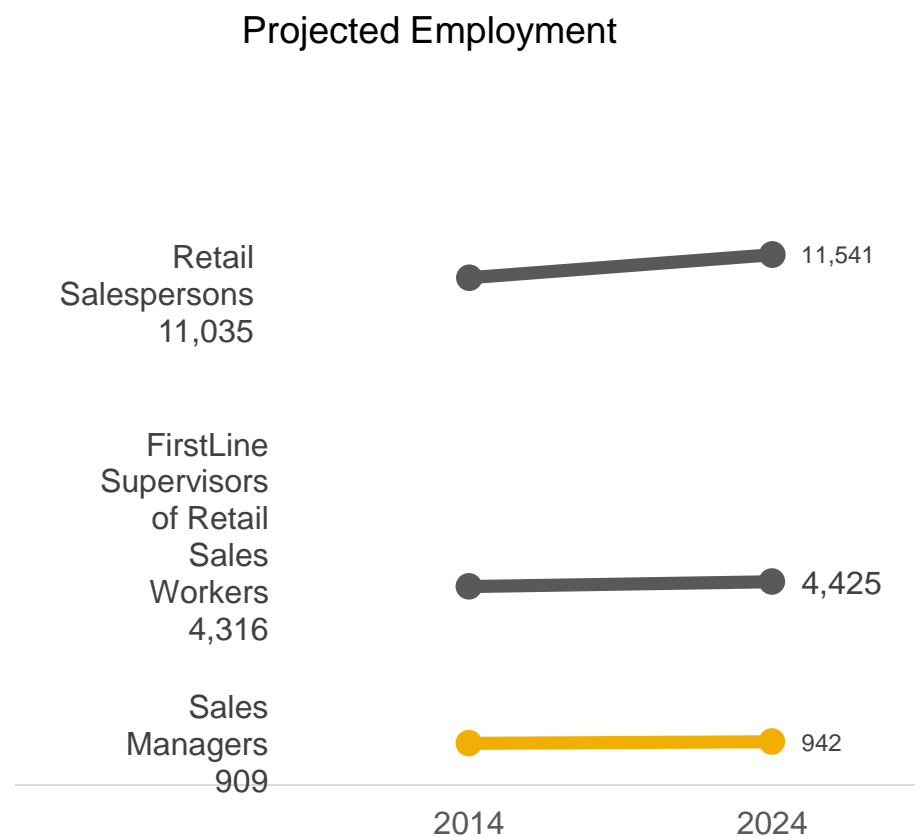 Projected Employment
Retail
Salespersons
11,035
11,541
FirstLine
Supervisors
of Retail
Sales
Workers
4,316
4,425
Sales
Managers
909
942
2014
2024